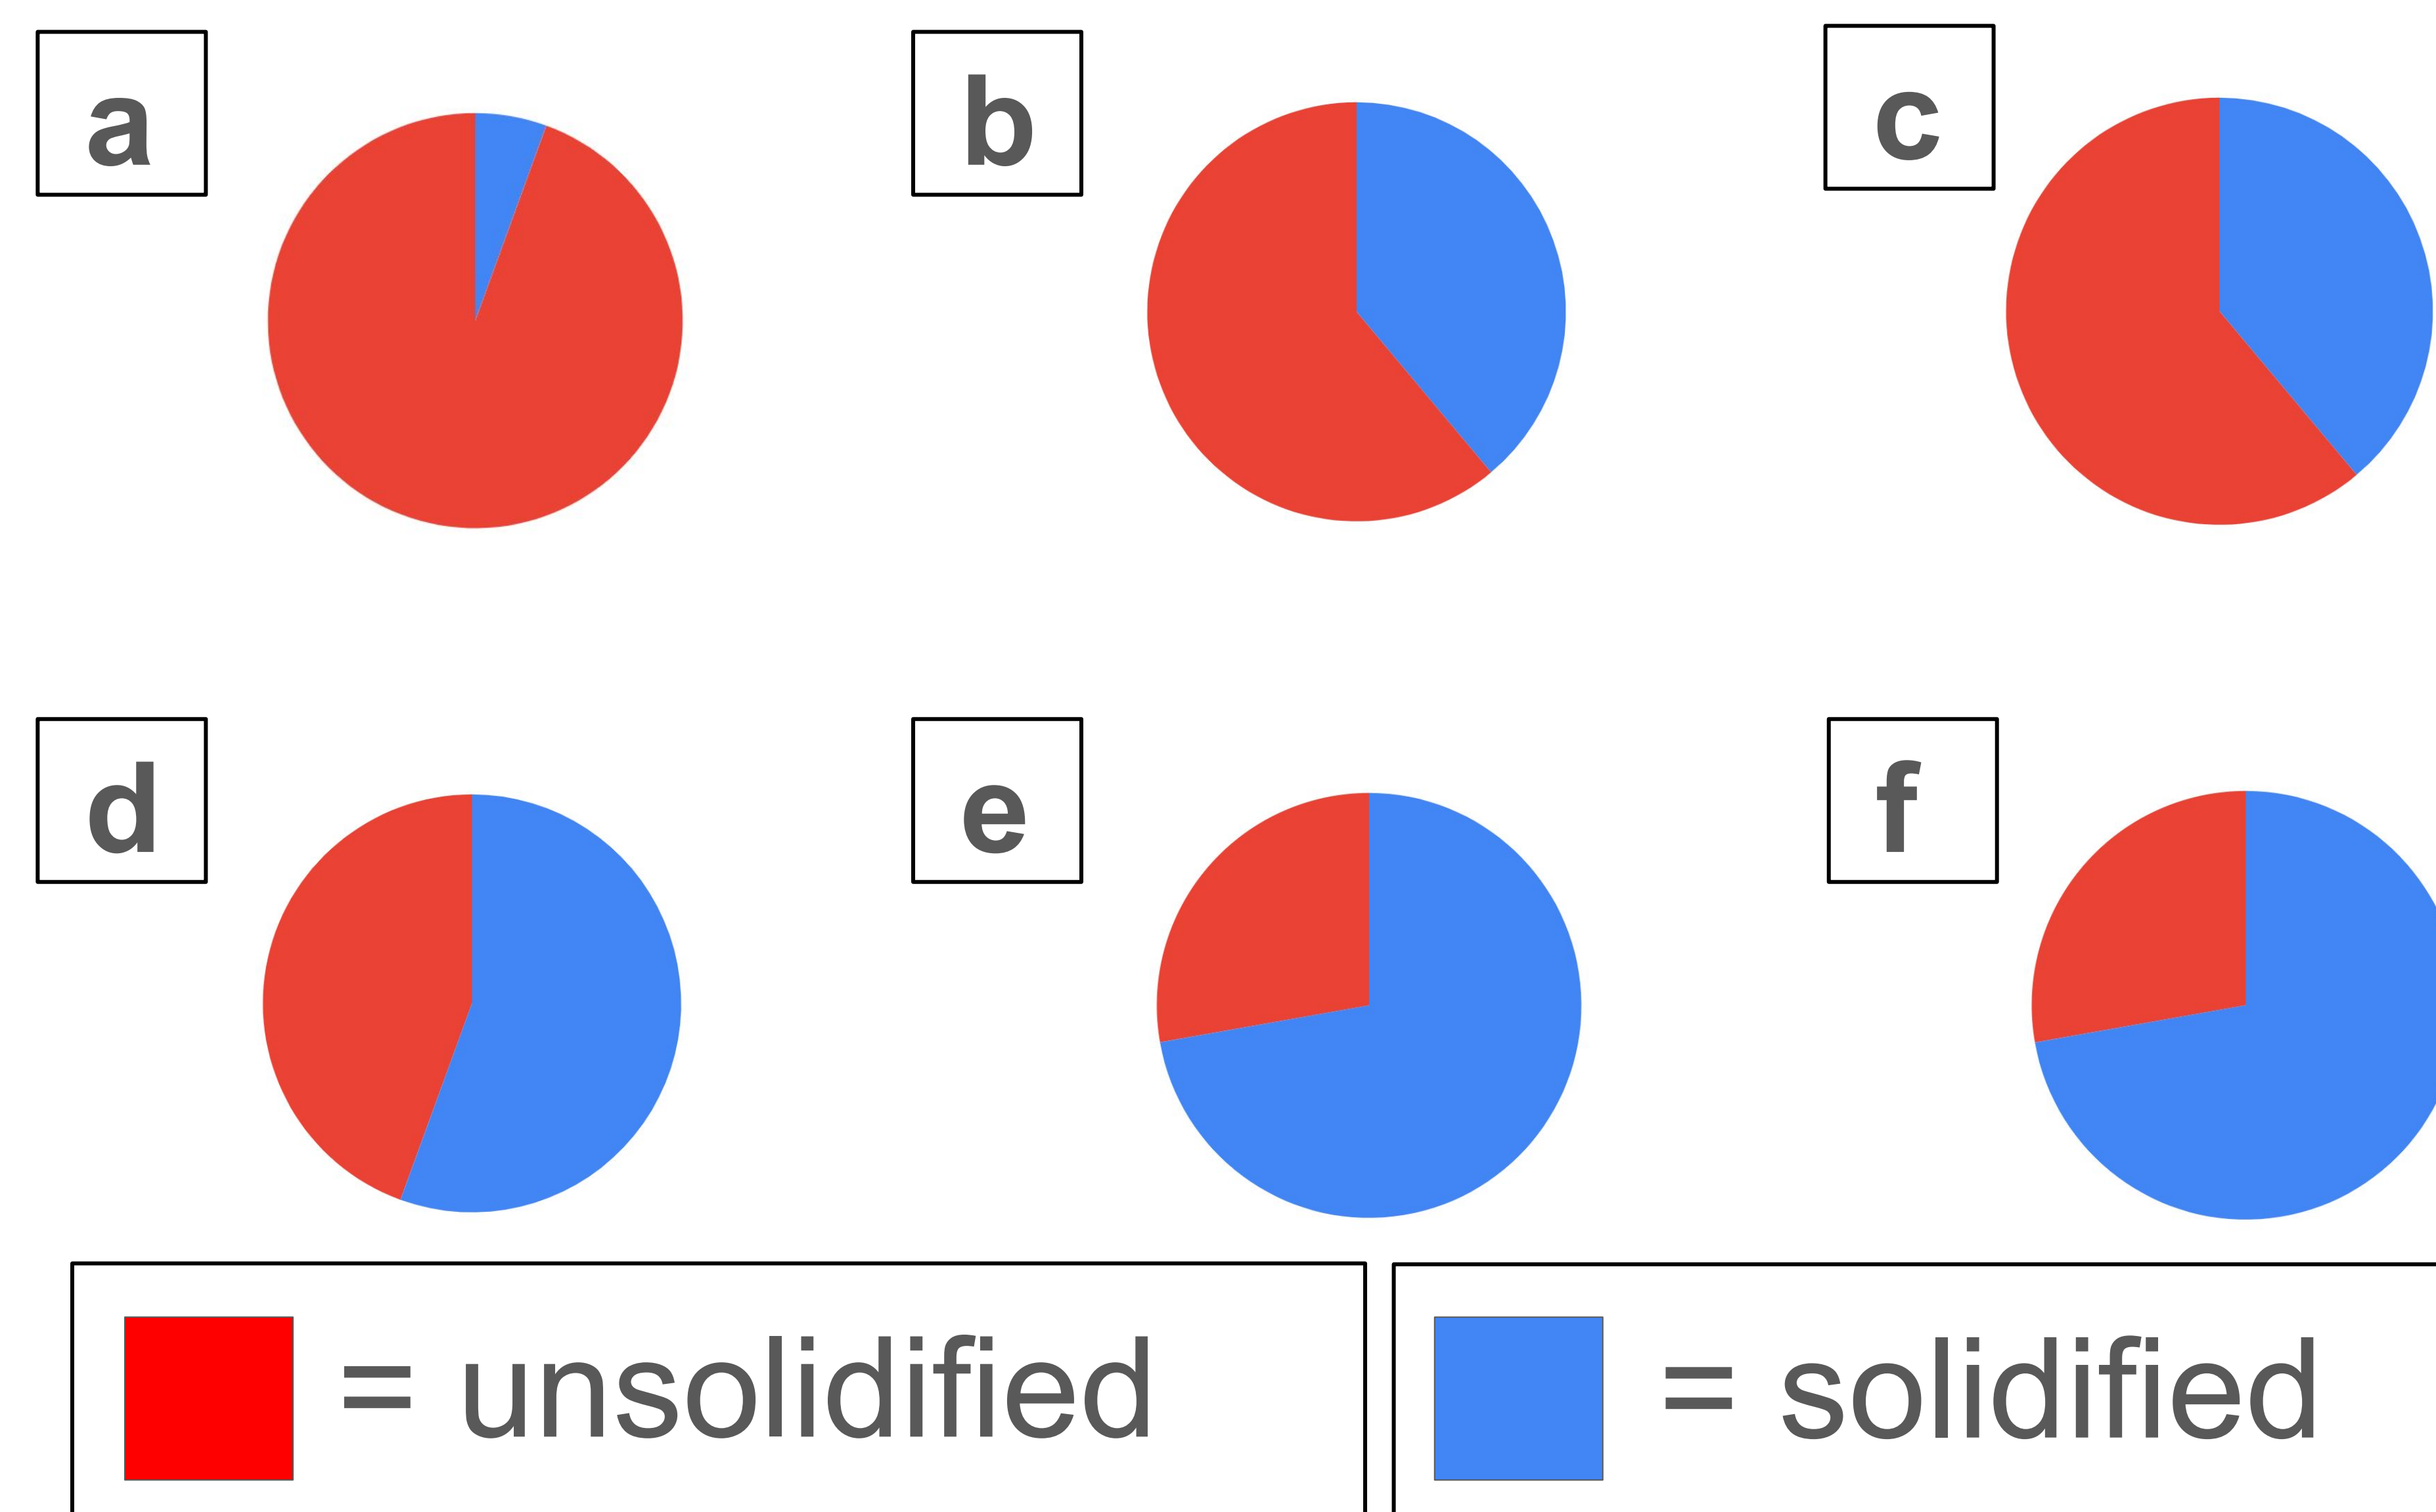 a
b
c
d
e
f
= unsolidified
= solidified